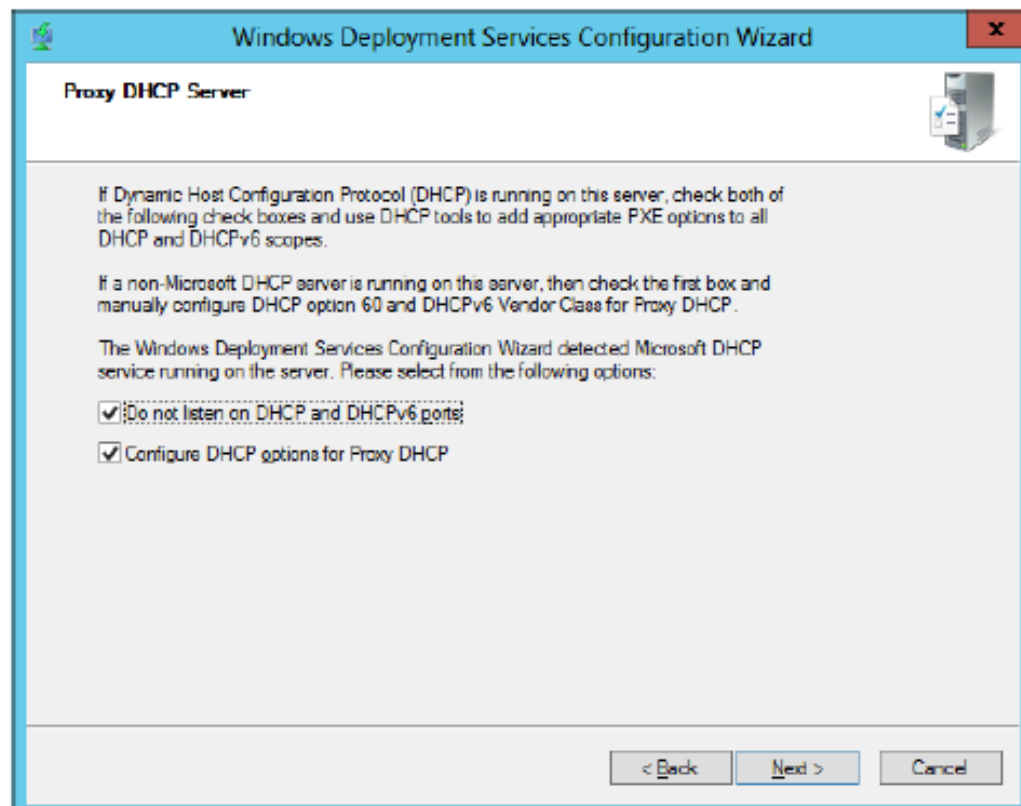 Windows Deployment Services Configuration Wizard
x
Proxy DHCP Server
If Dynamic Host Configuration Protocol (DHCP) is running on this server, check both of
the following check boxes and use DHCP tools to add appropriate PXE options to all
DHCP and DHCPv6 scopes.
If a non-Microsoft DHCP server is running on this server, then check the first box and
manually configure DHCP option 60 and DHCPv6 Vendor Class for Proxy DHCP.
The Windows Deployment Services Configuration Wizard detected Microsoft DHCP
service running on the server. Please select from the following options:
Do not listen on DHCP and DHCPv6 ports
Configure DHCP options for Proxy DHCP
< Back Next > Cancel